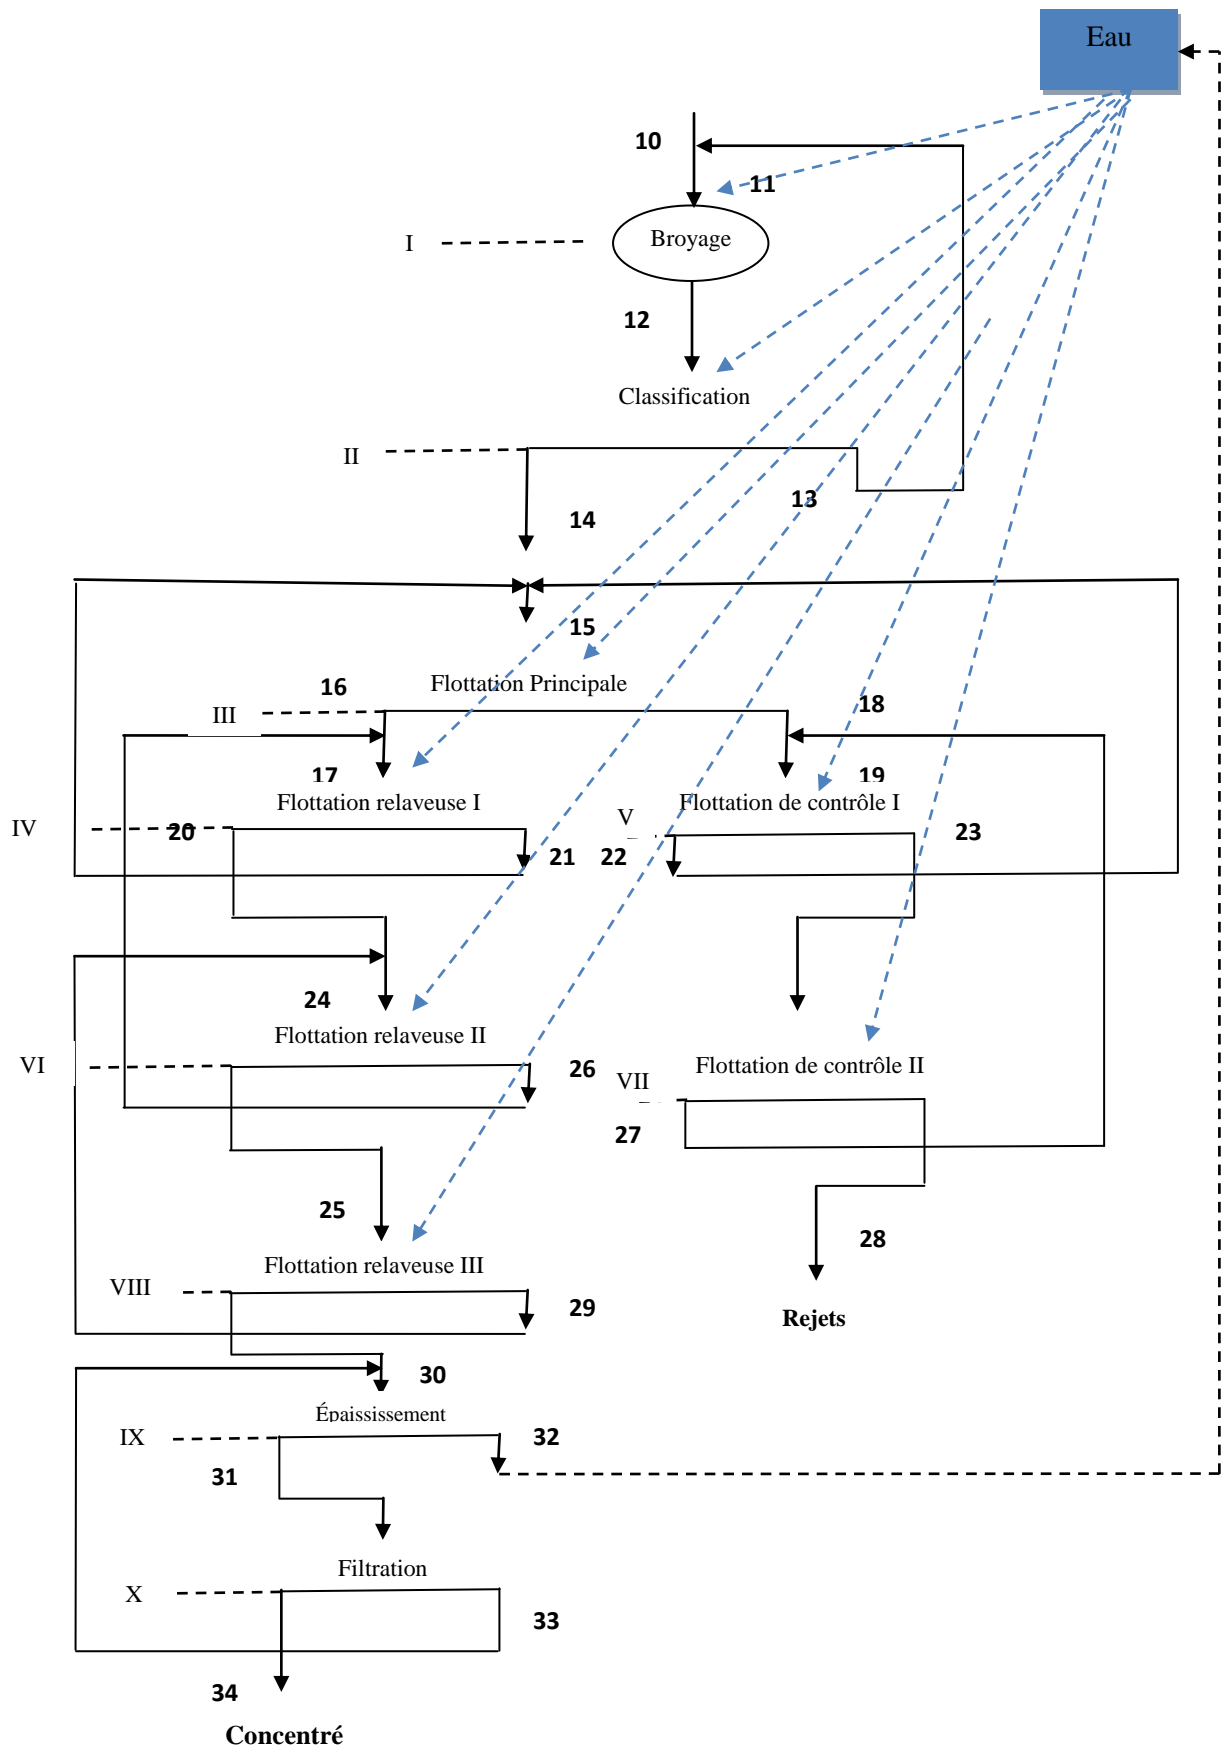 Eau
10
11
I
Broyage
12
Classification
II
13
14
15
16
Flottation Principale
18
III
17
19
Flottation relaveuse I
Flottation de contrôle I
IV
20
V
23
21
22
24
Flottation relaveuse II
VI
26
Flottation de contrôle II
VII
27
25
28
Flottation relaveuse III
VIII
29
Rejets
30
Épaississement
IX
32
31
Filtration
X
33
34
Concentré